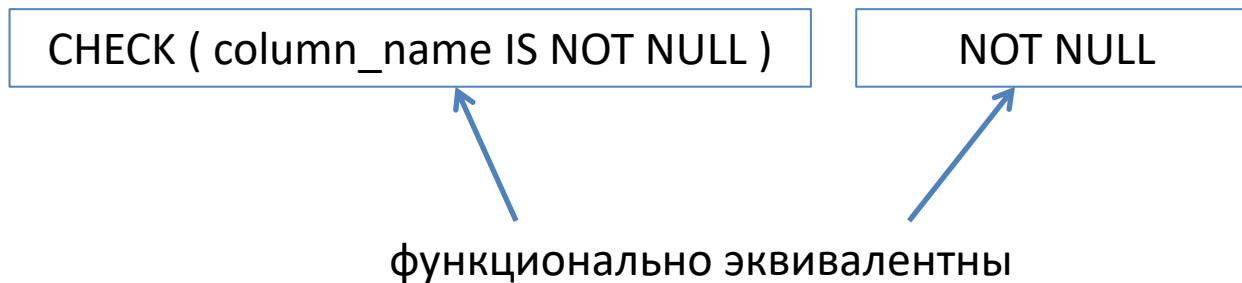 CHECK ( column_name IS NOT NULL )
NOT NULL
функционально эквивалентны